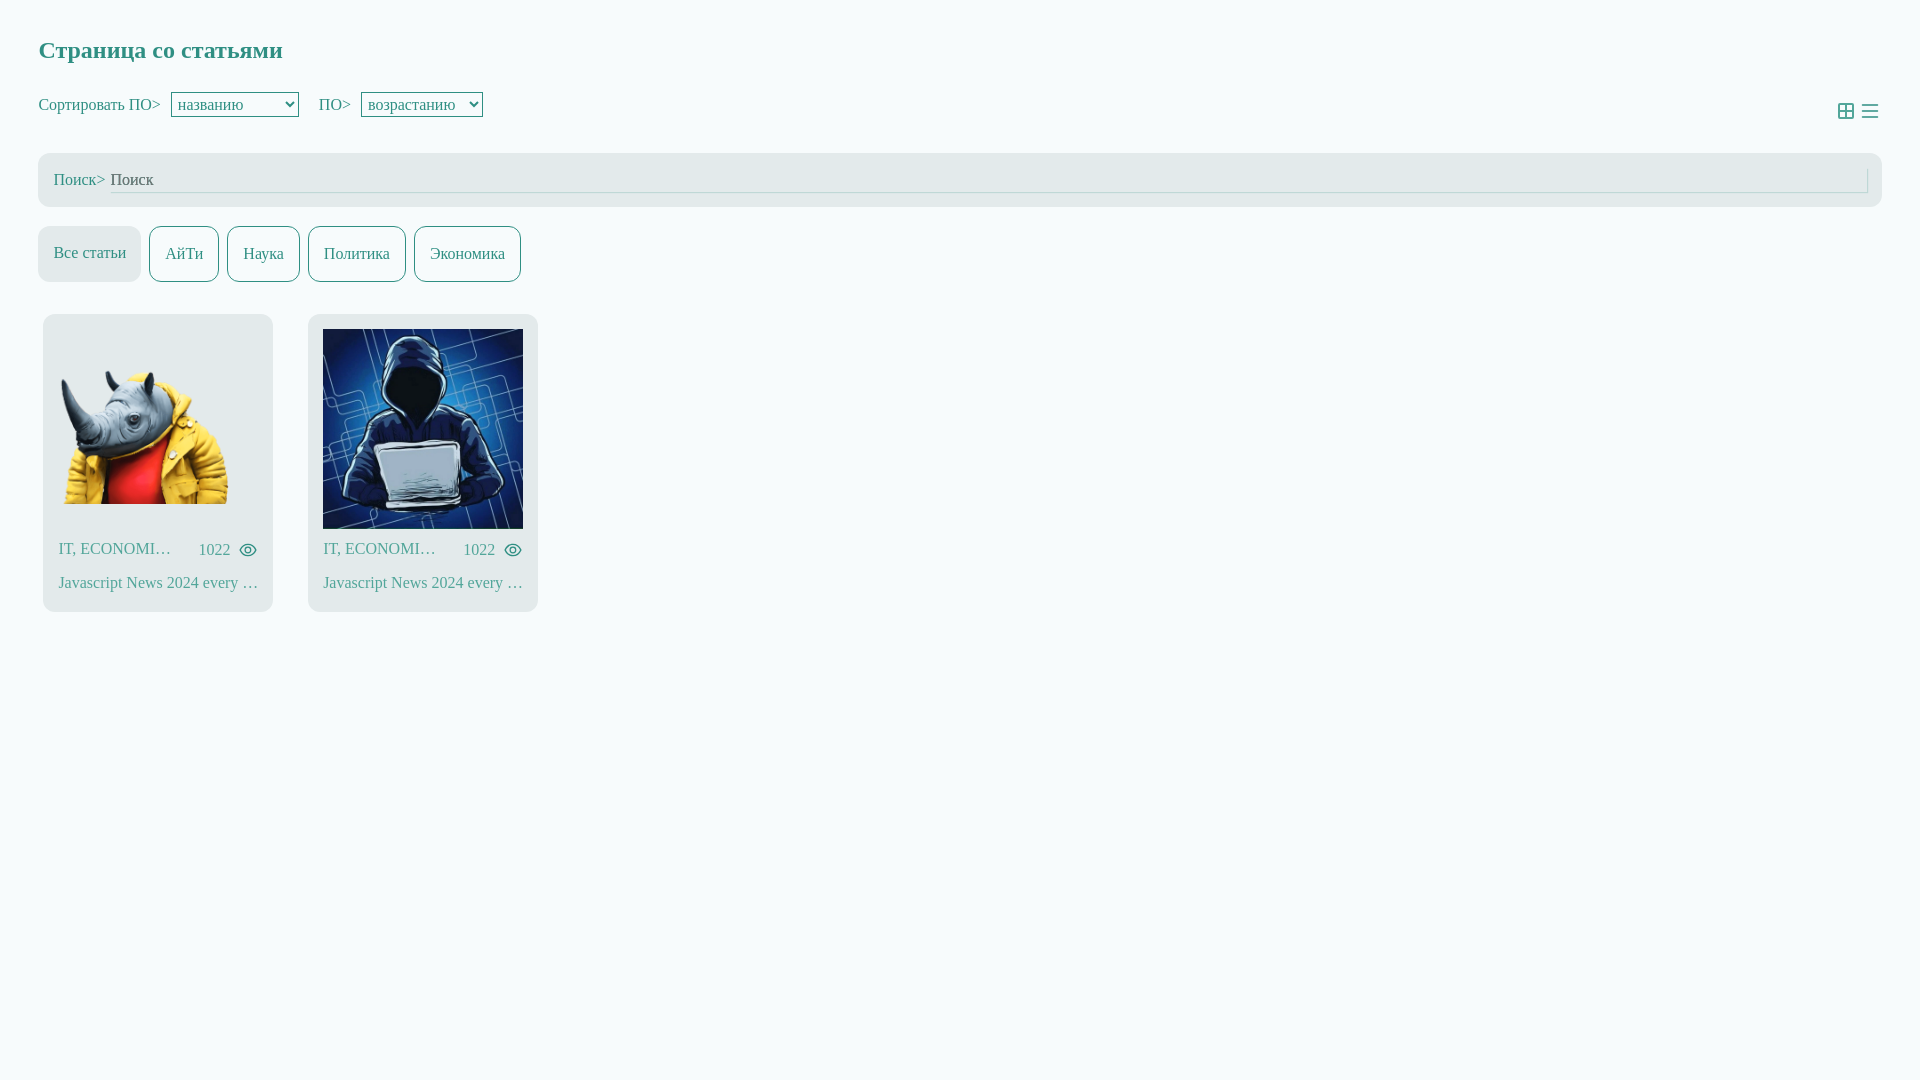 Страница со статьями
Сортировать ПО> названию ПО> возрастанию
Поиск> Поиск
Все статьи АйТи Наука Политика Экономика
IT, ECONOMI… 1022
Javascript News 2024 every …
IT, ECONOMI… 1022
Javascript News 2024 every …